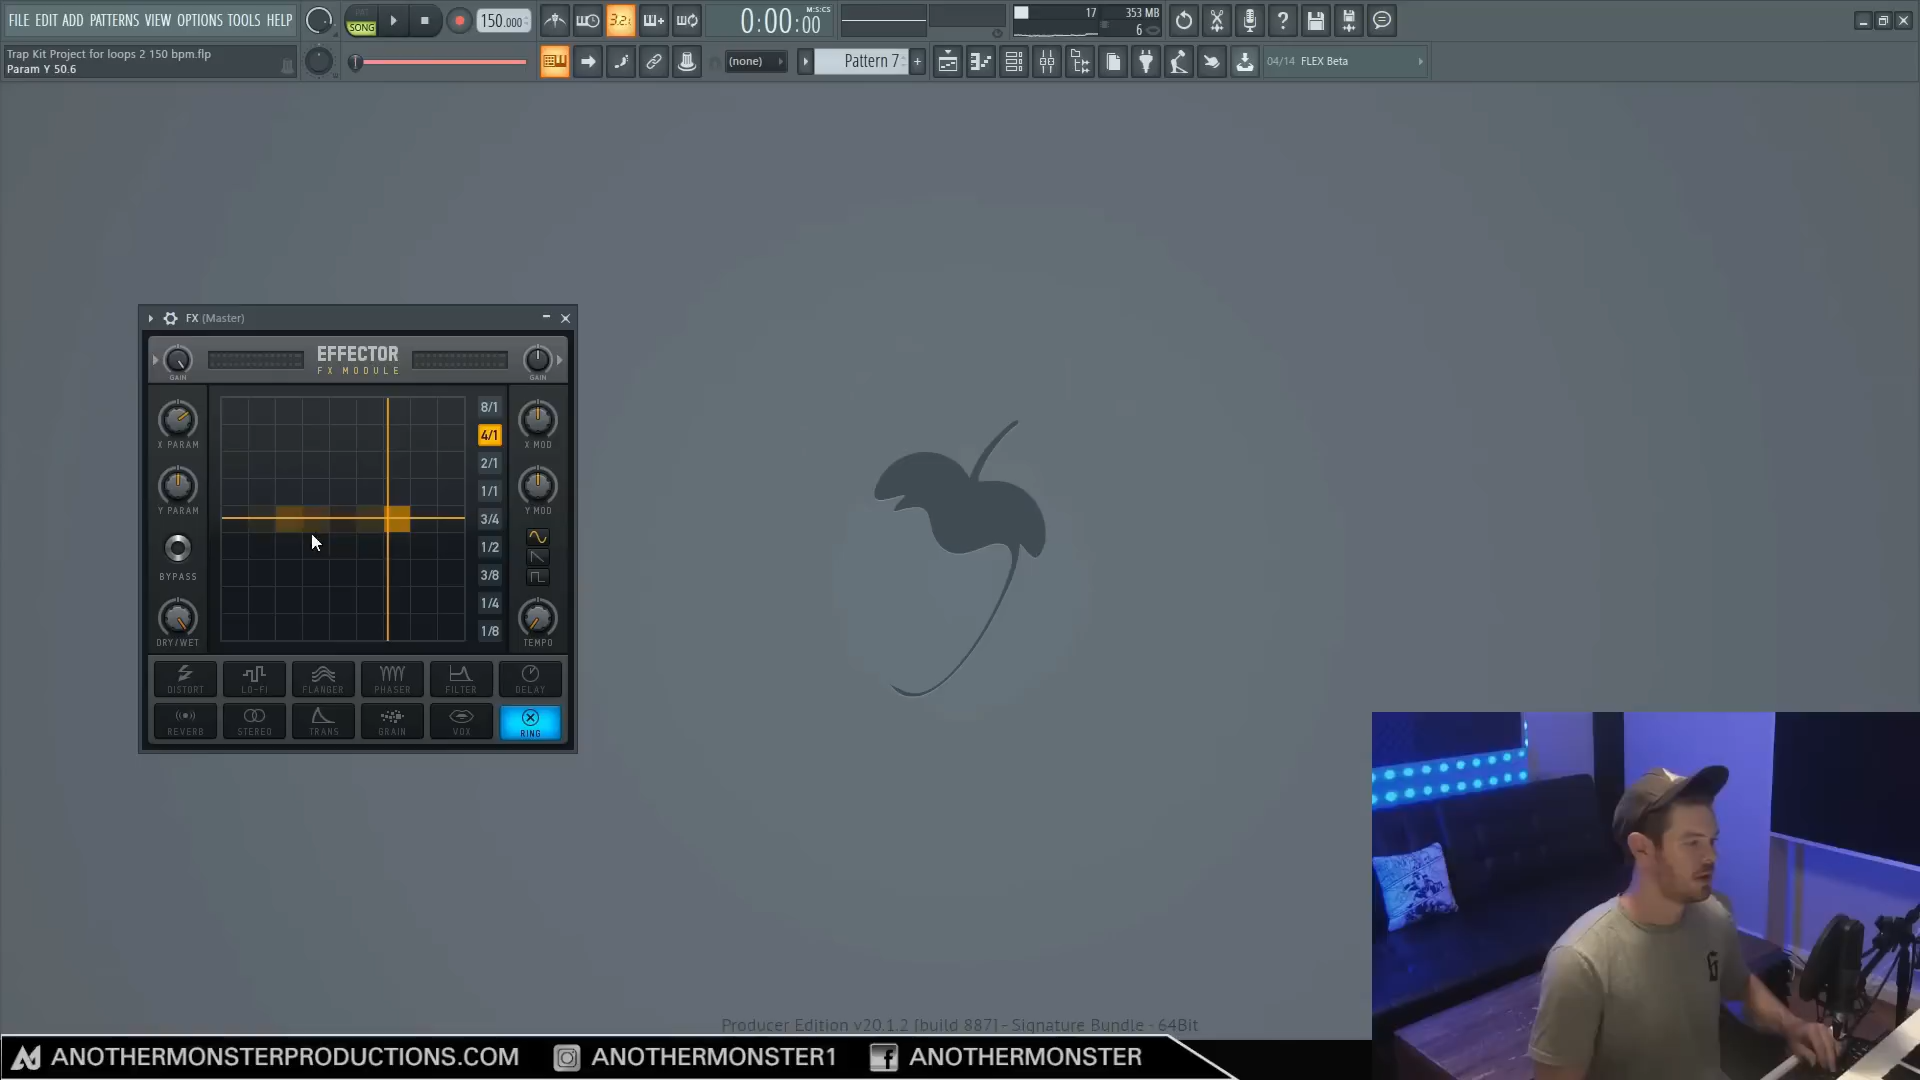 FILE EDIT ADD PATTERNS VIEW OPTIONS TOOLS HELP
SONG
150.000
3.2.
0:00:00
M:S:CS
17
353 MB
6
Trap Kit Project for loops 2 150 bpm.flp
Param Y 50.6
(none)
Pattern 7
+
04/14 FLEX Beta
FX (Master)
GAIN
EFFECTOR
FX MODULE
GAIN
X PARAM
Y PARAM
BYPASS
DRY/WET
8/1
4/1
2/1
1/1
3/4
1/2
3/8
1/4
1/8
X MOD
Y MOD
TEMPO
DISTORT
LO-FI
FLANGER
PHASER
FILTER
DELAY
REVERB
STEREO
TRANS
GRAIN
VOX
RING
Producer Edition v20.1.2 [build 887] - Signature Bundle - 64Bit
ANOTHERMONSTERPRODUCTIONS.COM
ANOTHERMONSTER1
ANOTHERMONSTER